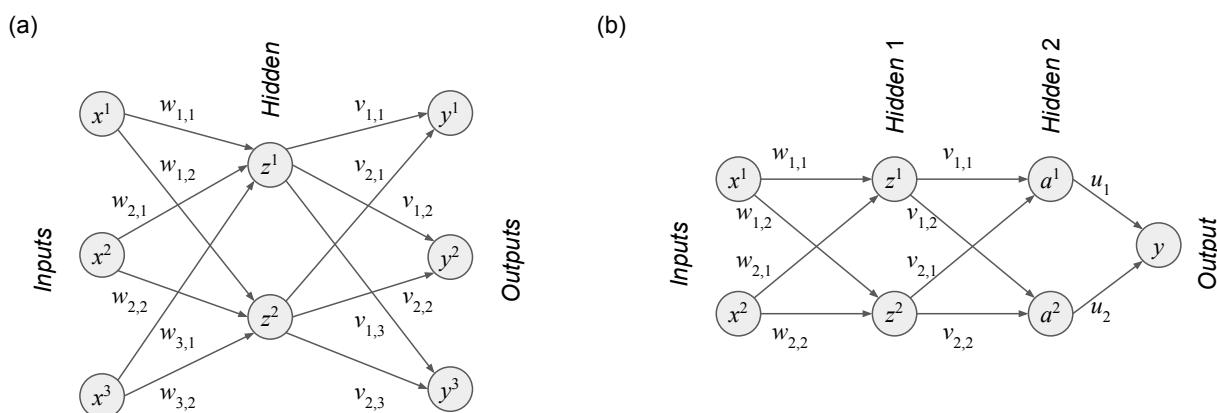 (a)
Inputs
Hidden
Outputs
x¹
x²
x³
w₁,₁
w₁,₂
w₂,₁
w₂,₂
w₃,₁
w₃,₂
z¹
z²
v₁,₁
v₂,₁
v₁,₂
v₂,₂
v₁,₃
v₂,₃
y¹
y²
y³
(b)
Inputs
Hidden 1
Hidden 2
Output
x¹
x²
w₁,₁
w₁,₂
w₂,₁
w₂,₂
z¹
z²
v₁,₁
v₁,₂
v₂,₁
v₂,₂
a¹
a²
u₁
u₂
y